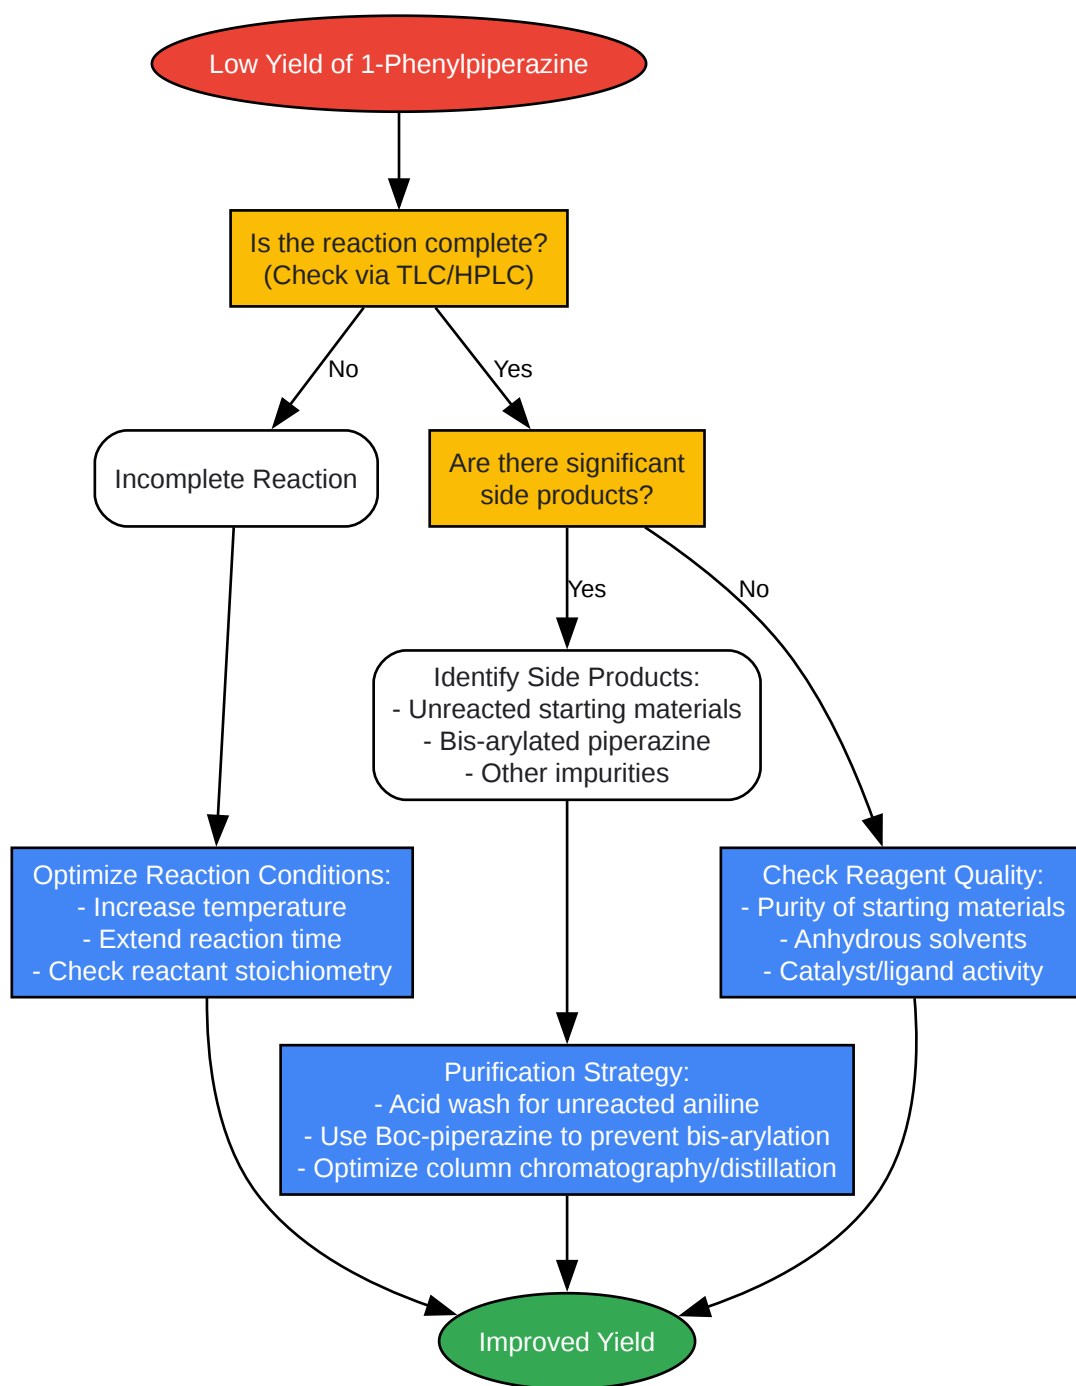 Low Yield of 1-Phenylpiperazine
Is the reaction complete?
(Check via TLC/HPLC)
No
Yes
Incomplete Reaction
Are there significant
side products?
Yes
No
Identify Side Products:
- Unreacted starting materials
- Bis-arylated piperazine
- Other impurities
Optimize Reaction Conditions:
- Increase temperature
- Extend reaction time
- Check reactant stoichiometry
Check Reagent Quality:
- Purity of starting materials
- Anhydrous solvents
- Catalyst/ligand activity
Purification Strategy:
- Acid wash for unreacted aniline
- Use Boc-piperazine to prevent bis-arylation
- Optimize column chromatography/distillation
Improved Yield